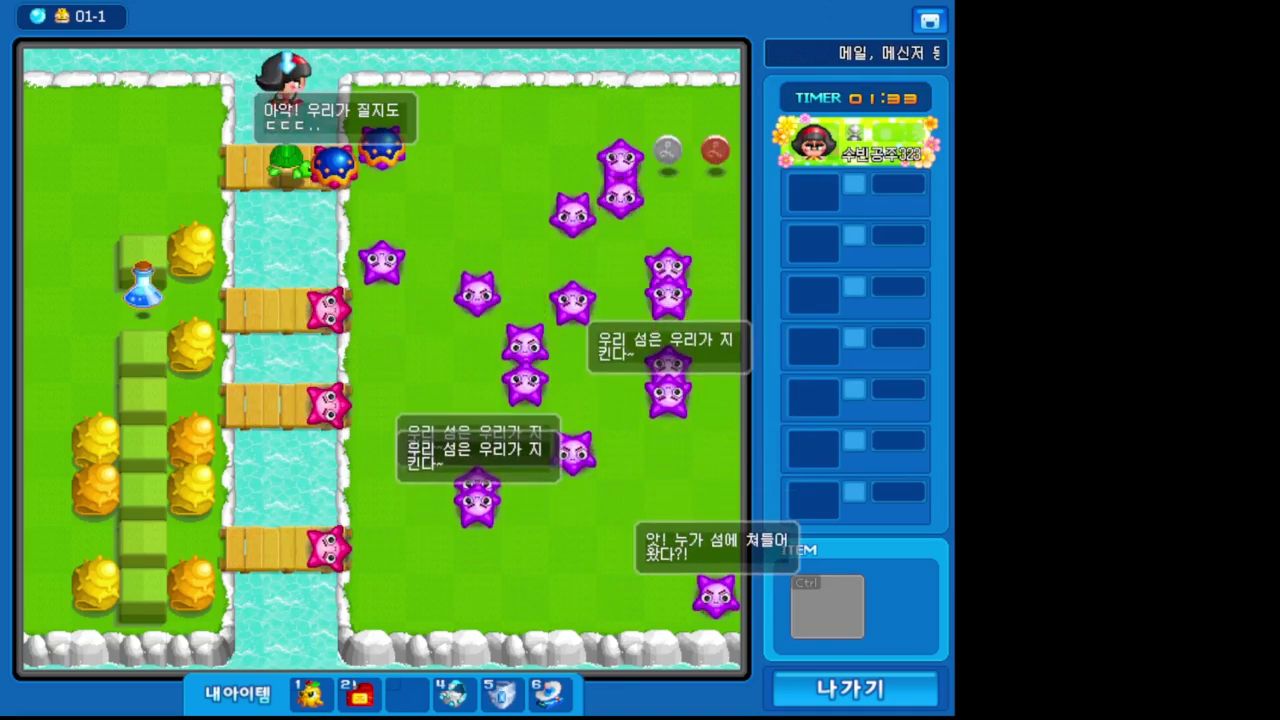 01-1
메일, 메신저 등
TIMER 01:33
수빈공주323
아악! 우리가 질지도
ㄷㄷㄷ..
우리 섬은 우리가 지
킨다~
우리 섬은 우리가 지
우리 섬은 우리가 지
킨다~
앗! 누가 섬에 쳐들어
왔다?!
ITEM
Ctrl
내아이템
1
2
4
5
6
나가기